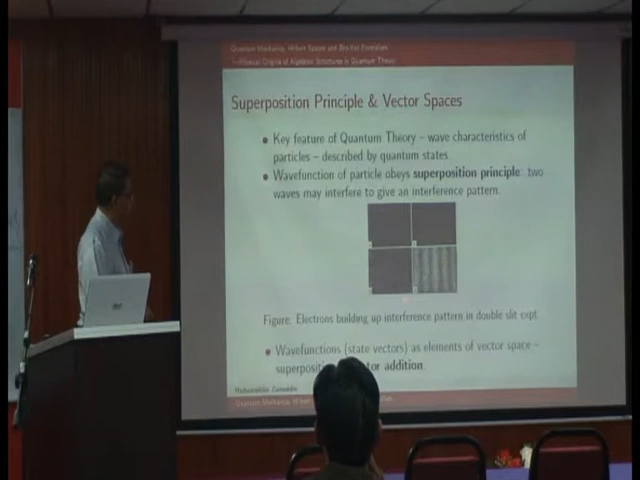 Quantum Mechanics, Hilbert Spaces and Bra-Ket Formalism
Physical Origins of Algebraic Structures in Quantum Theory
Superposition Principle & Vector Spaces
• Key feature of Quantum Theory – wave characteristics of
particles – described by quantum states.
• Wavefunction of particle obeys superposition principle: two
waves may interfere to give an interference pattern.
Figure: Electrons building up interference pattern in double slit expt
• Wavefunctions (state vectors) as elements of vector space –
addition.
Quantum Mechanics,